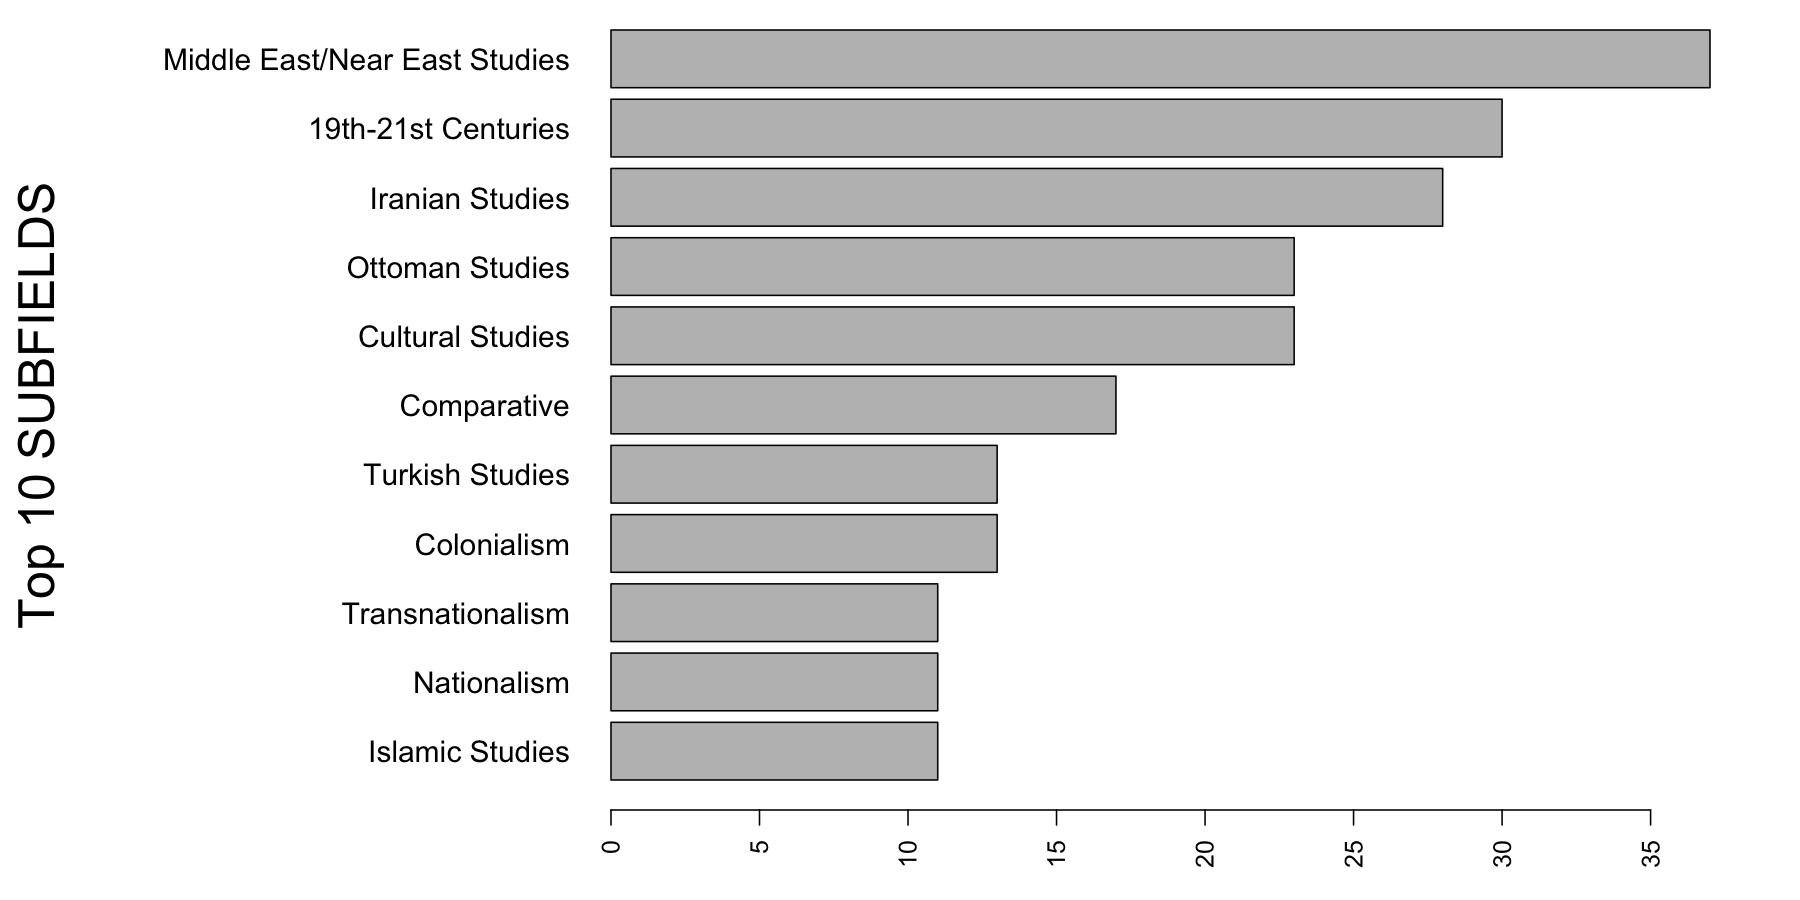 Top 10 SUBFIELDS
Middle East/Near East Studies
19th-21st Centuries
Iranian Studies
Ottoman Studies
Cultural Studies
Comparative
Turkish Studies
Colonialism
Transnationalism
Nationalism
Islamic Studies
0 5 10 15 20 25 30 35